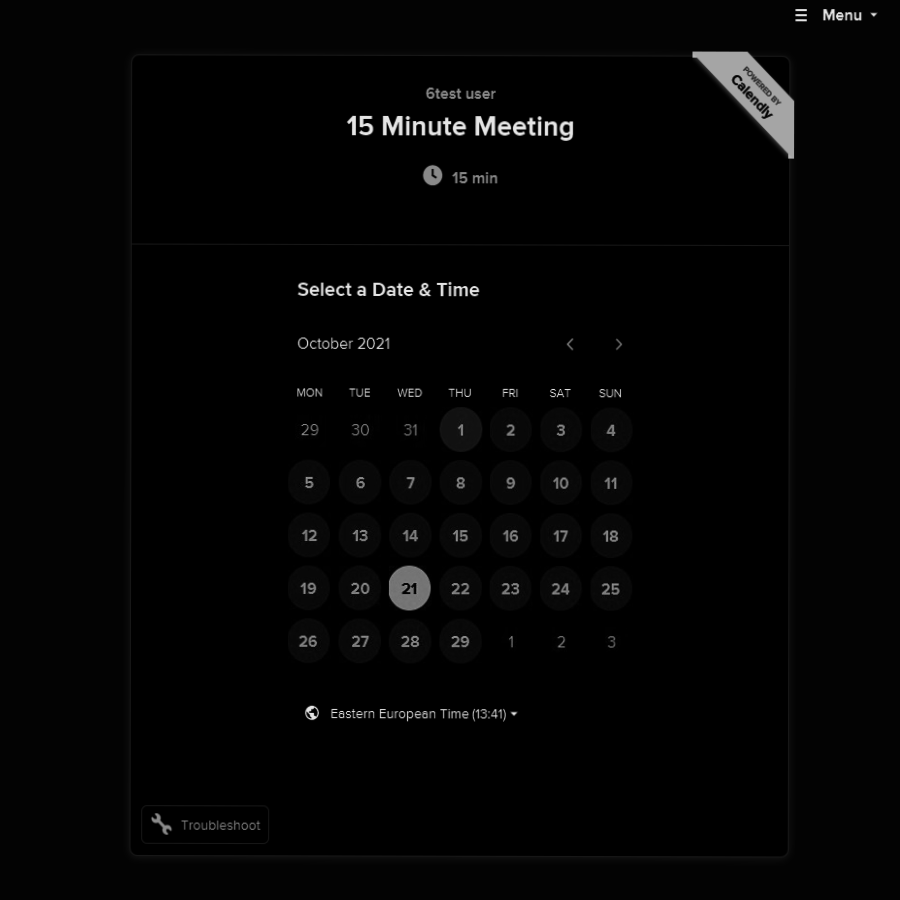 Menu
POWERED BY
Calendly
6test user
15 Minute Meeting
15 min
Select a Date & Time
October 2021
MON TUE WED THU FRI SAT SUN
29 30 31 1 2 3 4
5 6 7 8 9 10 11
12 13 14 15 16 17 18
19 20 21 22 23 24 25
26 27 28 29 1 2 3
Eastern European Time (13:41)
Troubleshoot